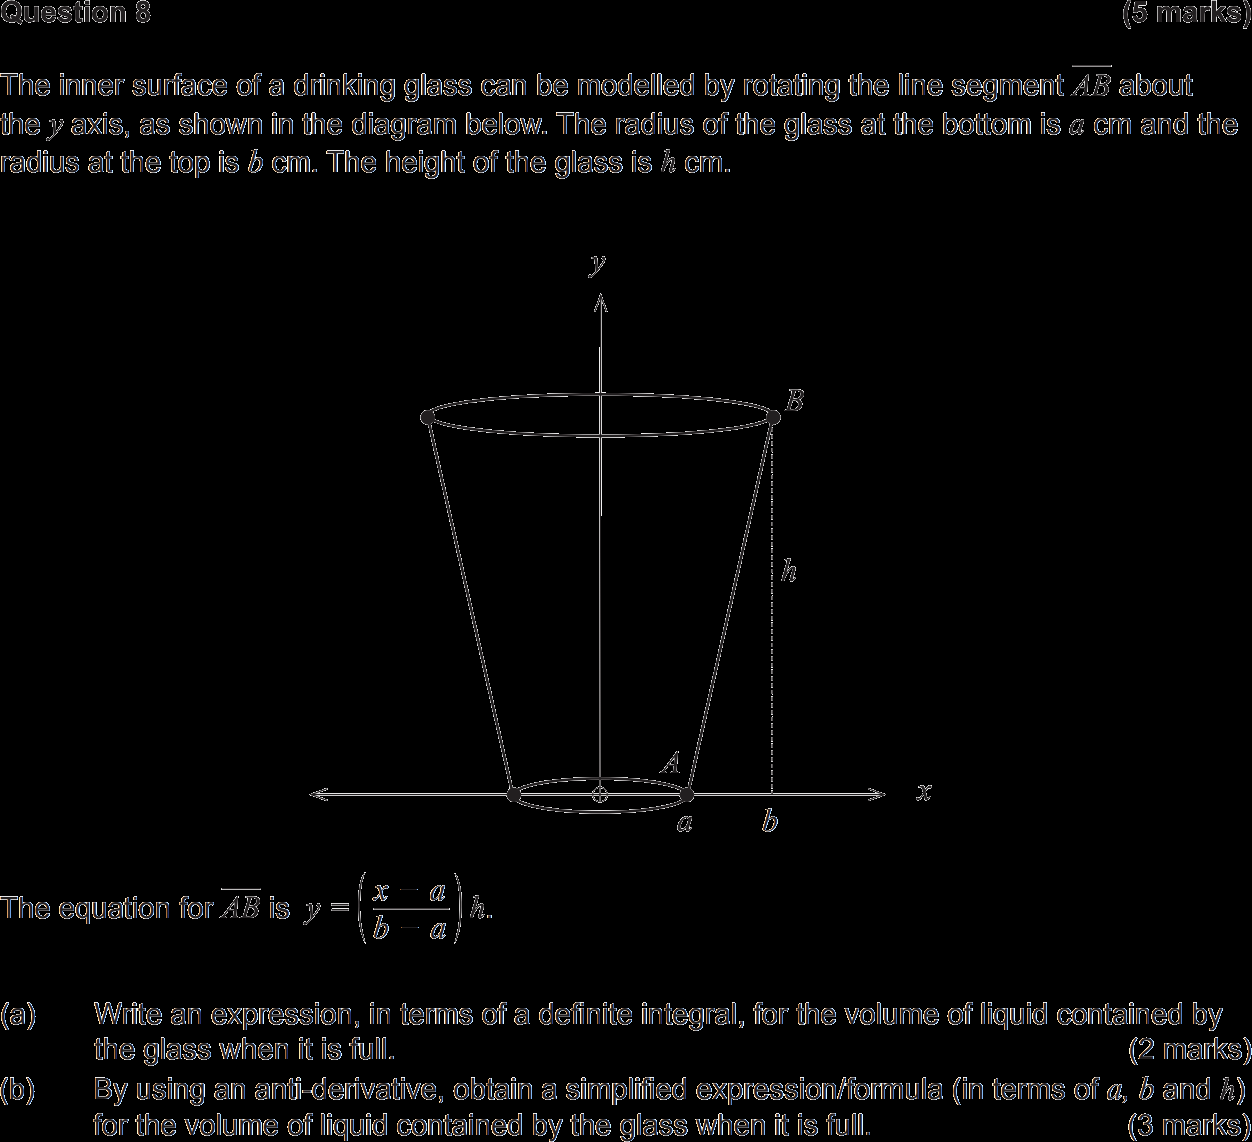 Question 8 (5 marks)
The inner surface of a drinking glass can be modelled by rotating the line segment \overline{AB} about
the y axis, as shown in the diagram below. The radius of the glass at the bottom is a cm and the
radius at the top is b cm. The height of the glass is h cm.
y
B
h
A
x
a b
The equation for \overline{AB} is y = \left(\frac{x - a}{b - a}\right)h.
(a) Write an expression, in terms of a definite integral, for the volume of liquid contained by
the glass when it is full. (2 marks)
(b) By using an anti-derivative, obtain a simplified expression/formula (in terms of a, b and h)
for the volume of liquid contained by the glass when it is full. (3 marks)